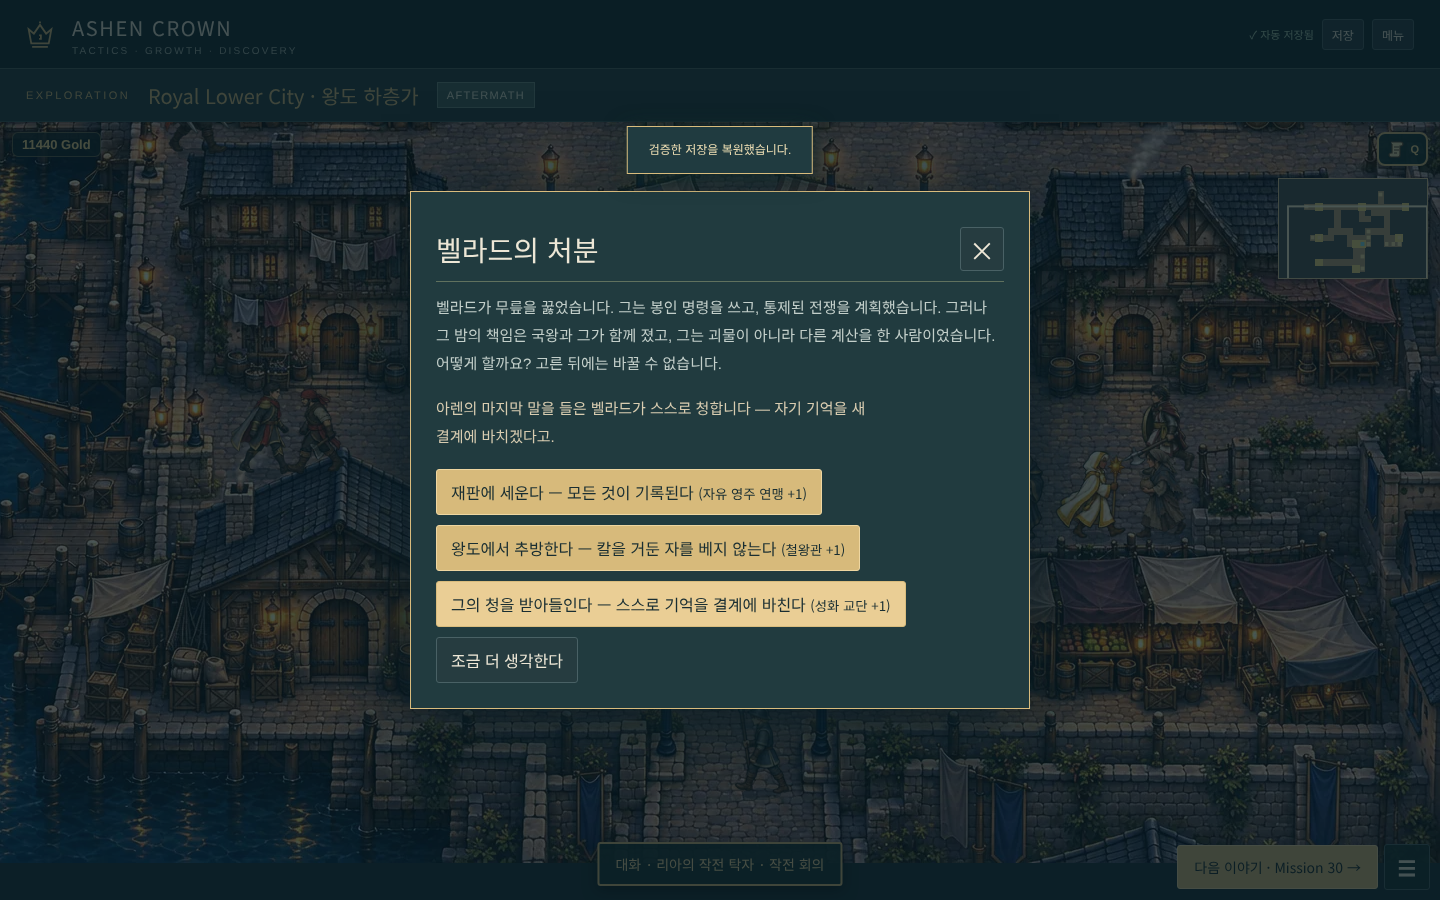 ASHEN CROWN
TACTICS · GROWTH · DISCOVERY
✓ 자동 저장됨
저장
메뉴
EXPLORATION
Royal Lower City · 왕도 하층가
AFTERMATH
11440 Gold
검증한 저장을 복원했습니다.
Q
벨라드의 처분
벨라드가 무릎을 꿇었습니다. 그는 봉인 명령을 쓰고, 통제된 전쟁을 계획했습니다. 그러나
그 밤의 책임은 국왕과 그가 함께 졌고, 그는 괴물이 아니라 다른 계산을 한 사람이었습니다.
어떻게 할까요? 고른 뒤에는 바꿀 수 없습니다.
아렌의 마지막 말을 들은 벨라드가 스스로 청합니다 — 자기 기억을 새
결계에 바치겠다고.
재판에 세운다 — 모든 것이 기록된다 (자유 영주 연맹 +1)
왕도에서 추방한다 — 칼을 거둔 자를 베지 않는다 (철왕관 +1)
그의 청을 받아들인다 — 스스로 기억을 결계에 바친다 (성화 교단 +1)
조금 더 생각한다
대화 · 리아의 작전 탁자 · 작전 회의
다음 이야기 · Mission 30 →